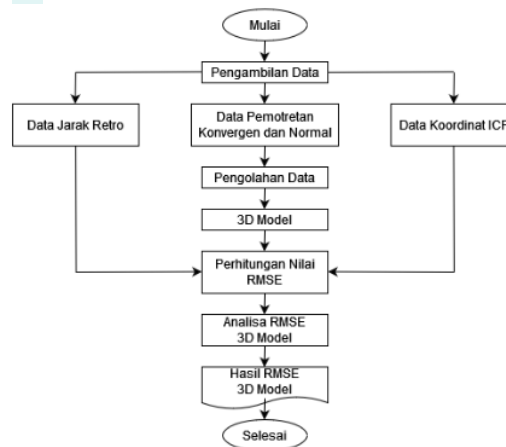 Mulai
Pengambilan Data
Data Jarak Retro
Data Pemotretan
Konvergen dan Normal
Data Koordinat ICF
Pengolahan Data
3D Model
Perhitungan Nilai
RMSE
Analisa RMSE
3D Model
Hasil RMSE
3D Model
Selesai